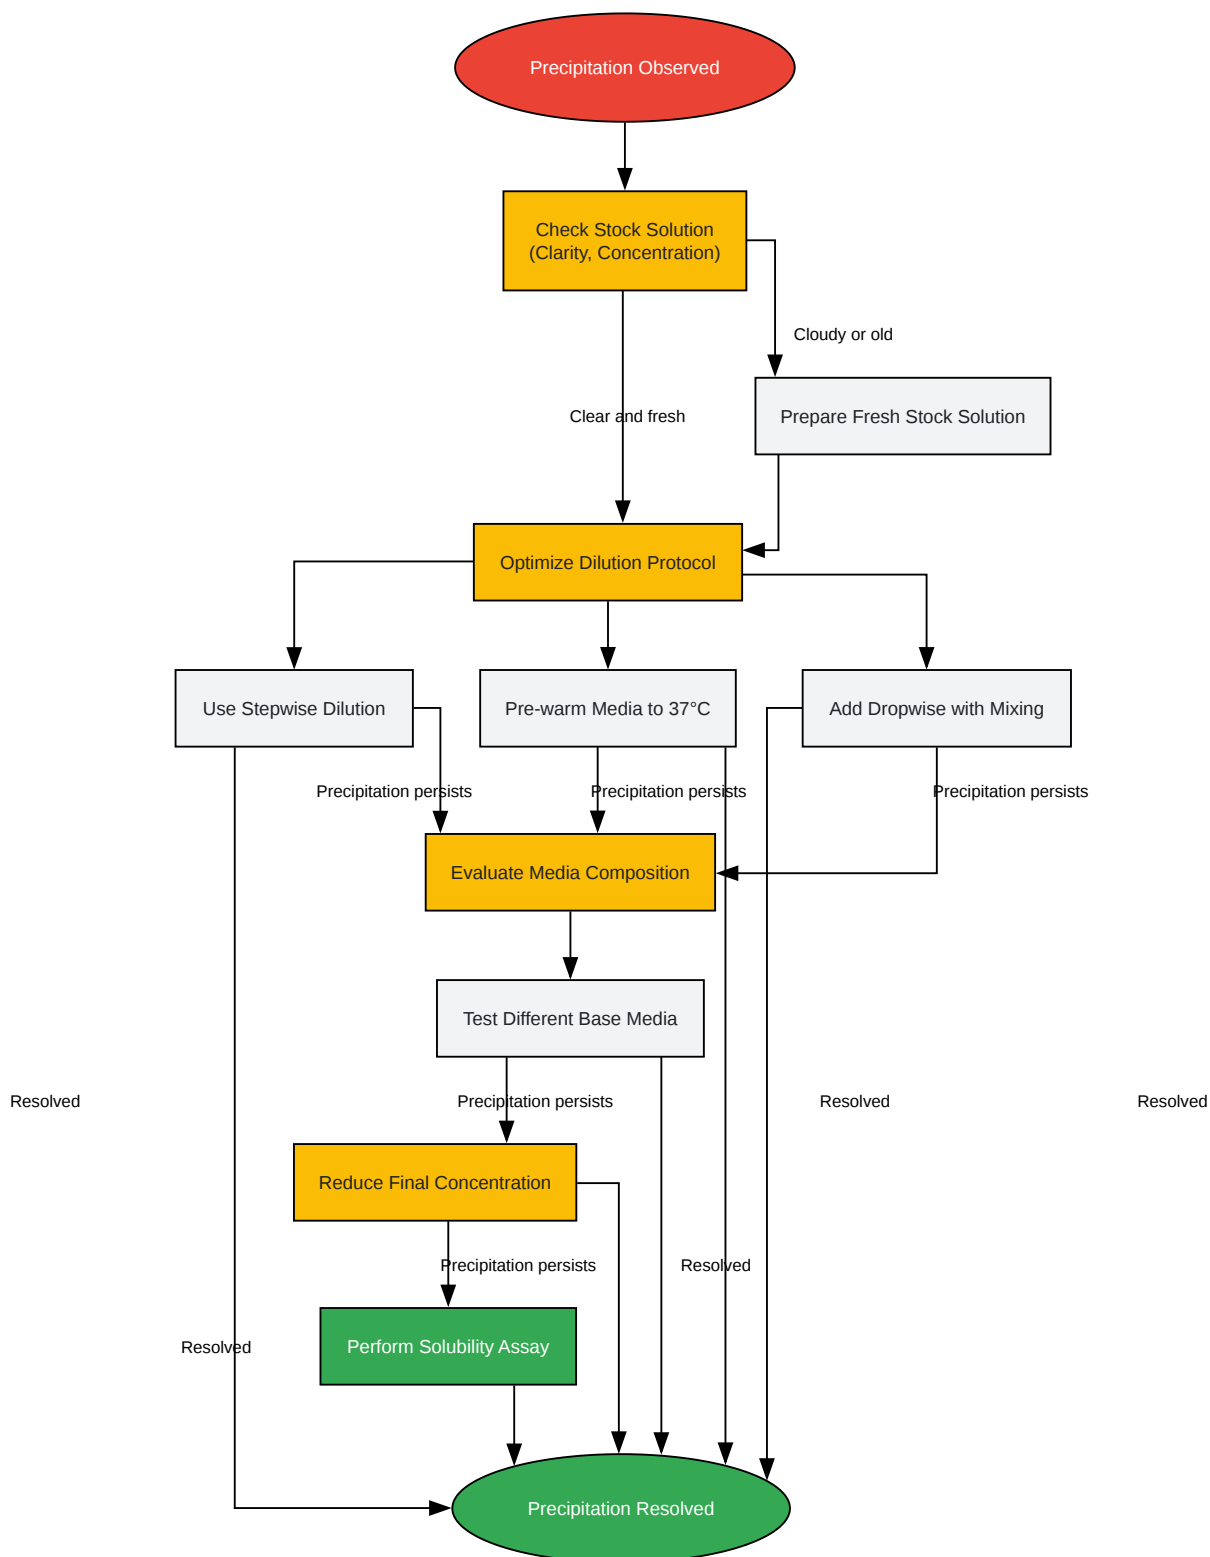 Precipitation Observed
Check Stock Solution
(Clarity, Concentration)
Cloudy or old
Clear and fresh
Prepare Fresh Stock Solution
Optimize Dilution Protocol
Use Stepwise Dilution
Pre-warm Media to 37°C
Add Dropwise with Mixing
Precipitation persists
Precipitation persists
Precipitation persists
Evaluate Media Composition
Test Different Base Media
Resolved
Precipitation persists
Resolved
Resolved
Reduce Final Concentration
Precipitation persists
Resolved
Resolved
Perform Solubility Assay
Precipitation Resolved